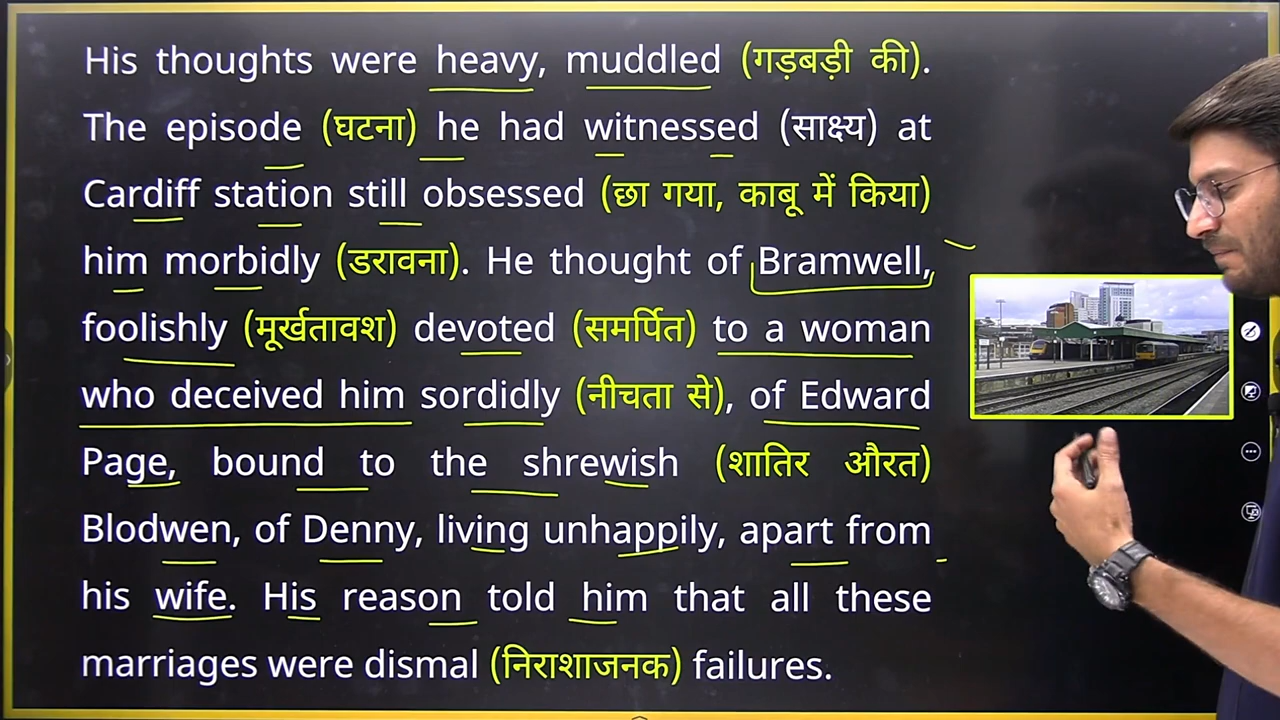 His thoughts were heavy, muddled (गड़बड़ी की).
The episode (घटना) he had witnessed (साक्ष्य) at
Cardiff station still obsessed (छा गया, काबू में किया)
him morbidly (डरावना). He thought of Bramwell,
foolishly (मूर्खतावश) devoted (समर्पित) to a woman
who deceived him sordidly (नीचता से), of Edward
Page, bound to the shrewish (शातिर औरत)
Blodwen, of Denny, living unhappily, apart from
his wife. His reason told him that all these
marriages were dismal (निराशाजनक) failures.